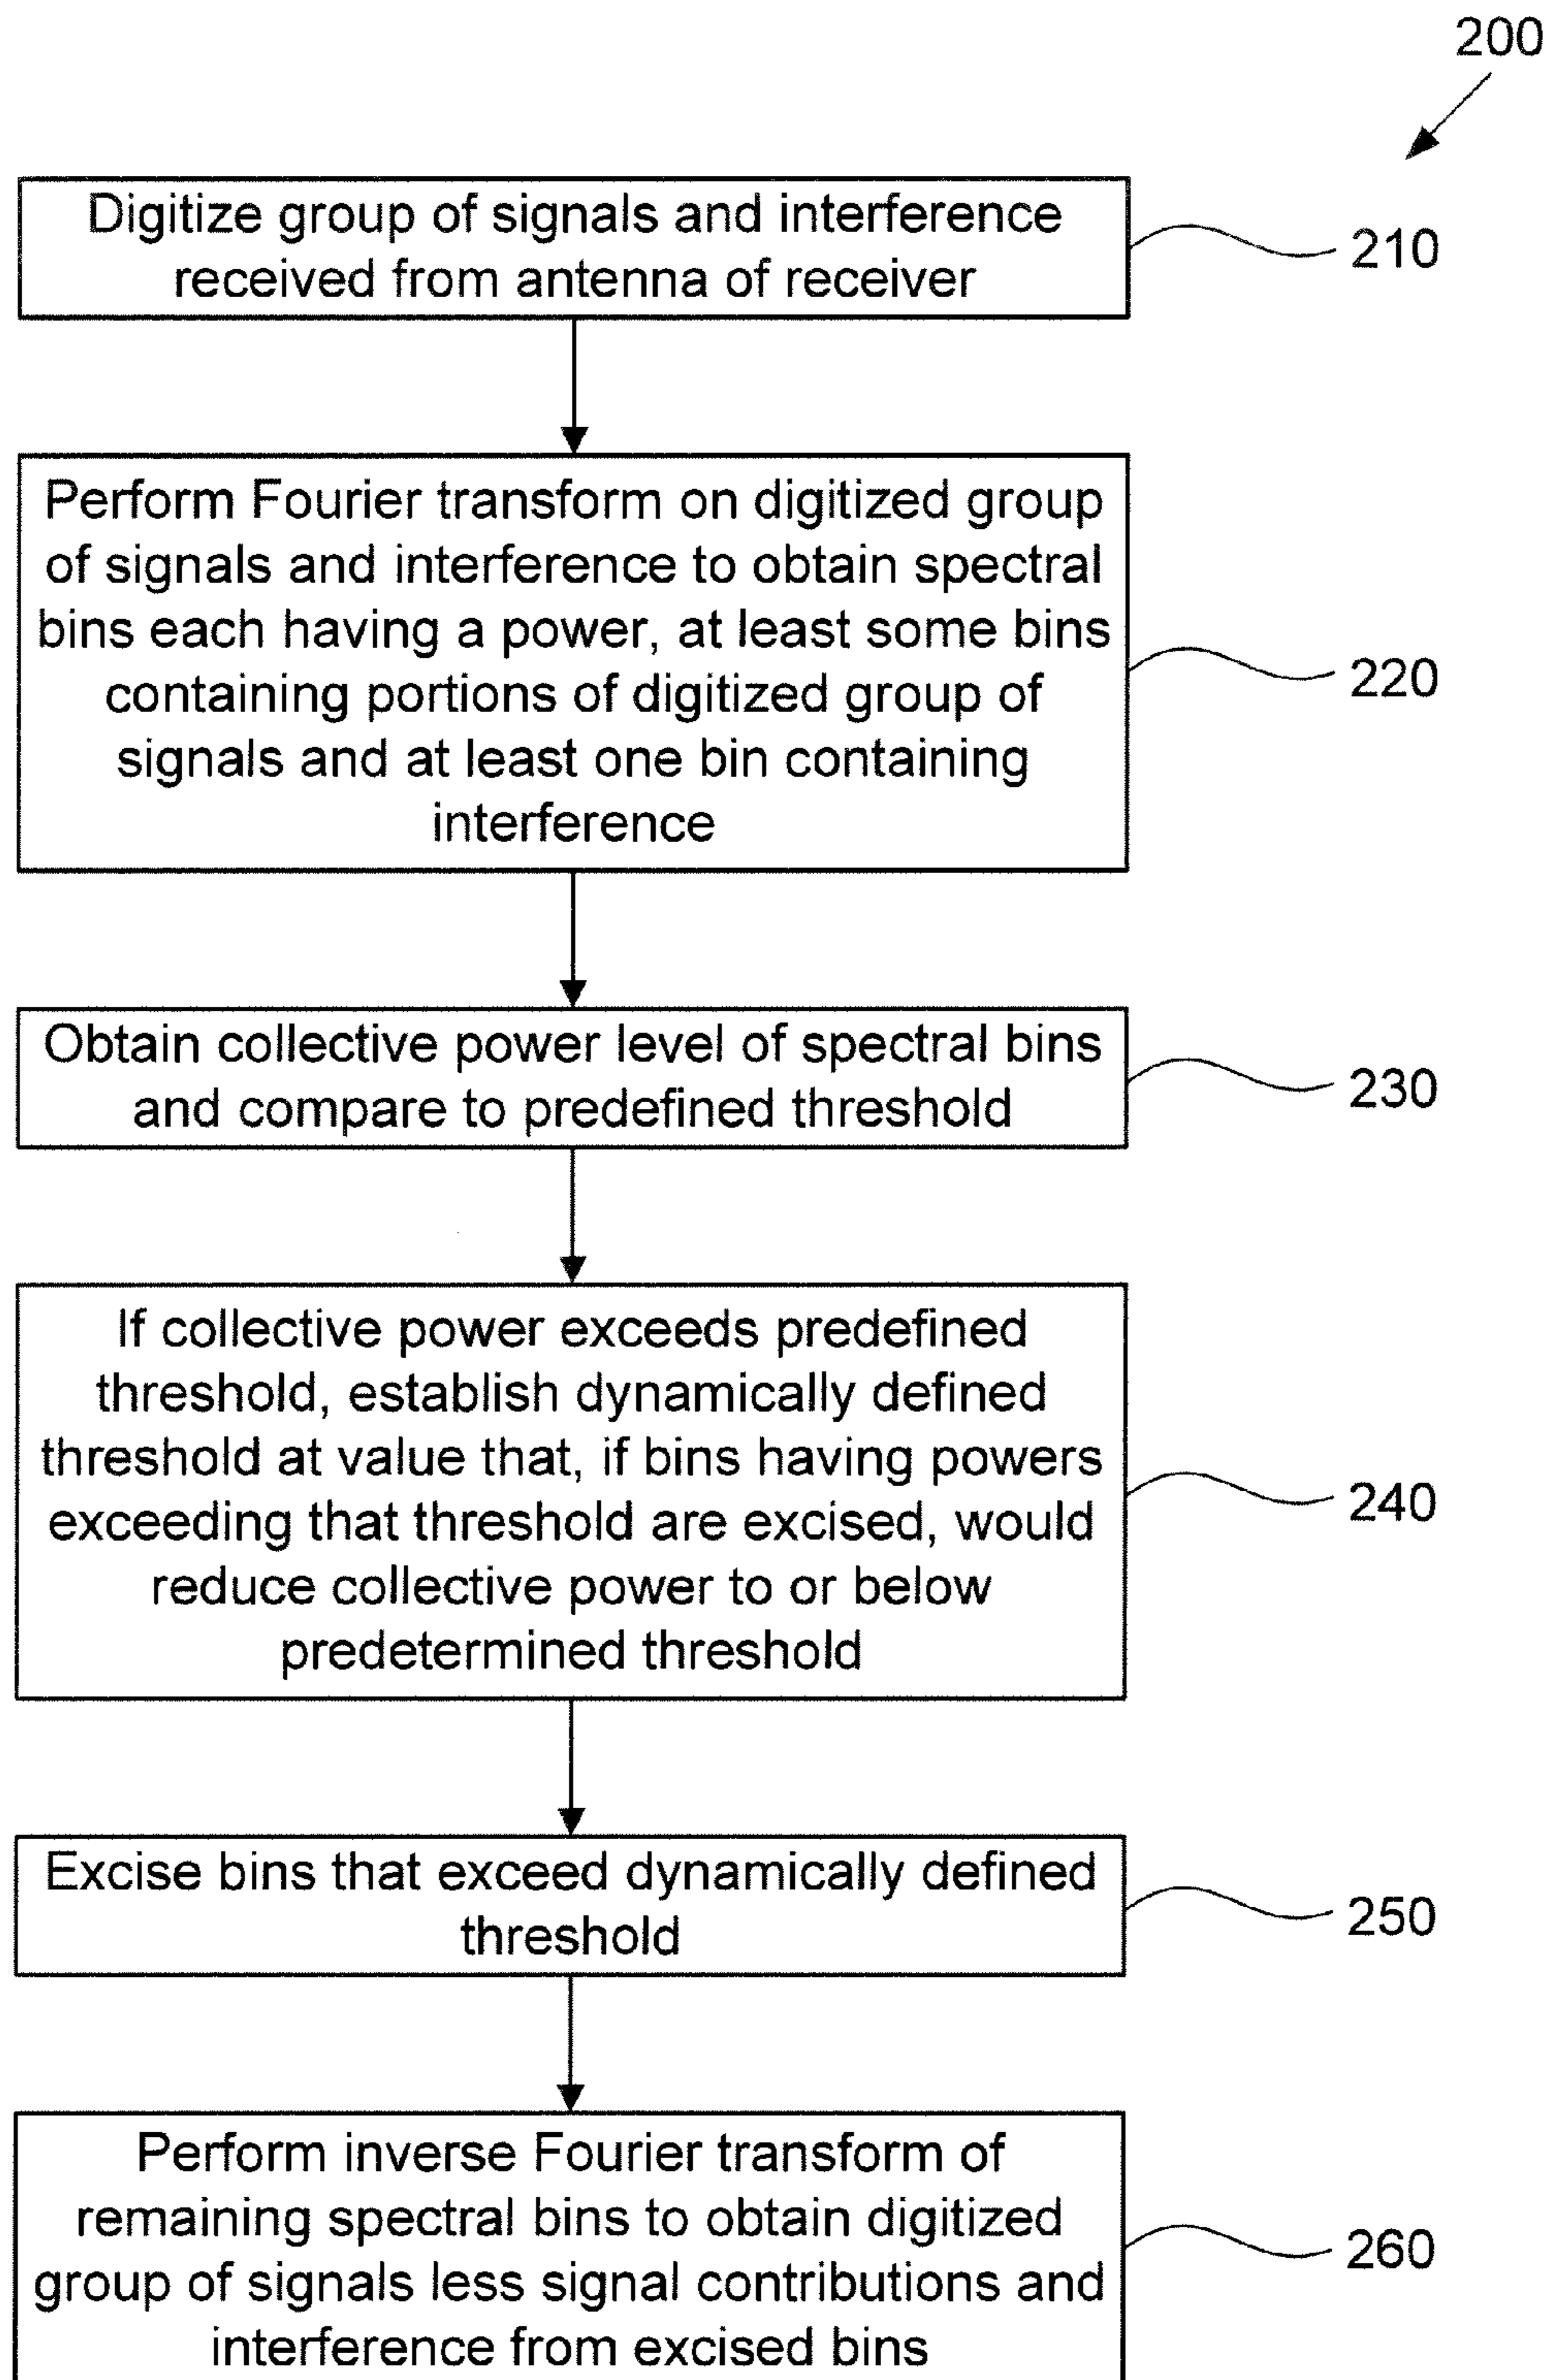 200
Digitize group of signals and interference
received from antenna of receiver
210
Perform Fourier transform on digitized group
of signals and interference to obtain spectral
bins each having a power, at least some bins
containing portions of digitized group of
signals and at least one bin containing
interference
220
Obtain collective power level of spectral bins
and compare to predefined threshold
230
If collective power exceeds predefined
threshold, establish dynamically defined
threshold at value that, if bins having powers
exceeding that threshold are excised, would
reduce collective power to or below
predetermined threshold
240
Excise bins that exceed dynamically defined
threshold
250
Perform inverse Fourier transform of
remaining spectral bins to obtain digitized
group of signals less signal contributions and
interference from excised bins
260